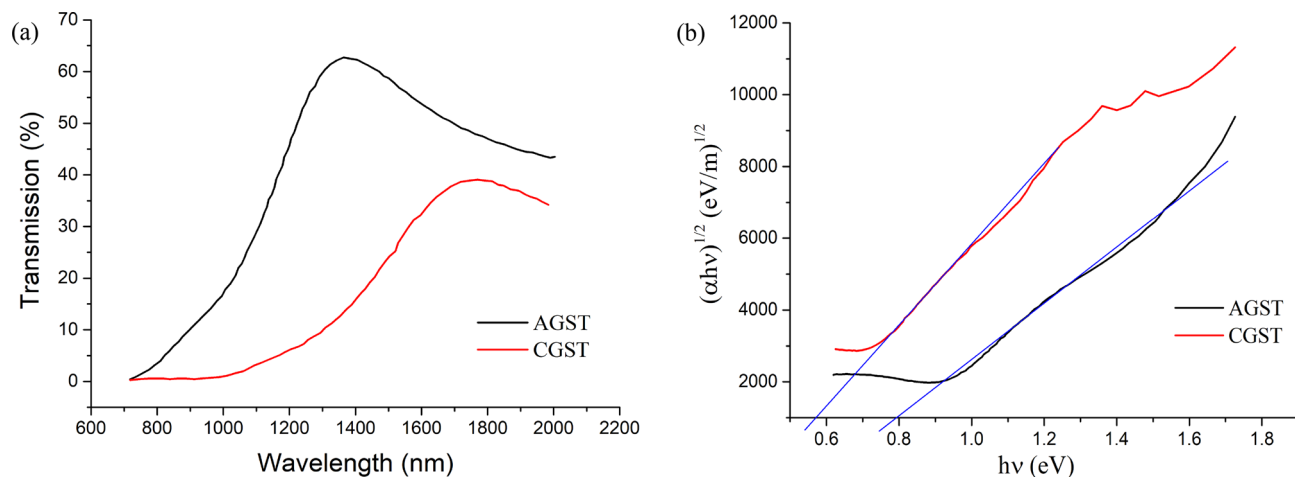 (a)
Transmission (%)
70
60
50
40
30
20
10
0
AGST
CGST
600 800 1000 1200 1400 1600 1800 2000 2200
Wavelength (nm)
(b)
(αhν)1/2 (eV/m)1/2
12000
10000
8000
6000
4000
2000
AGST
CGST
0.6 0.8 1.0 1.2 1.4 1.6 1.8
hν (eV)